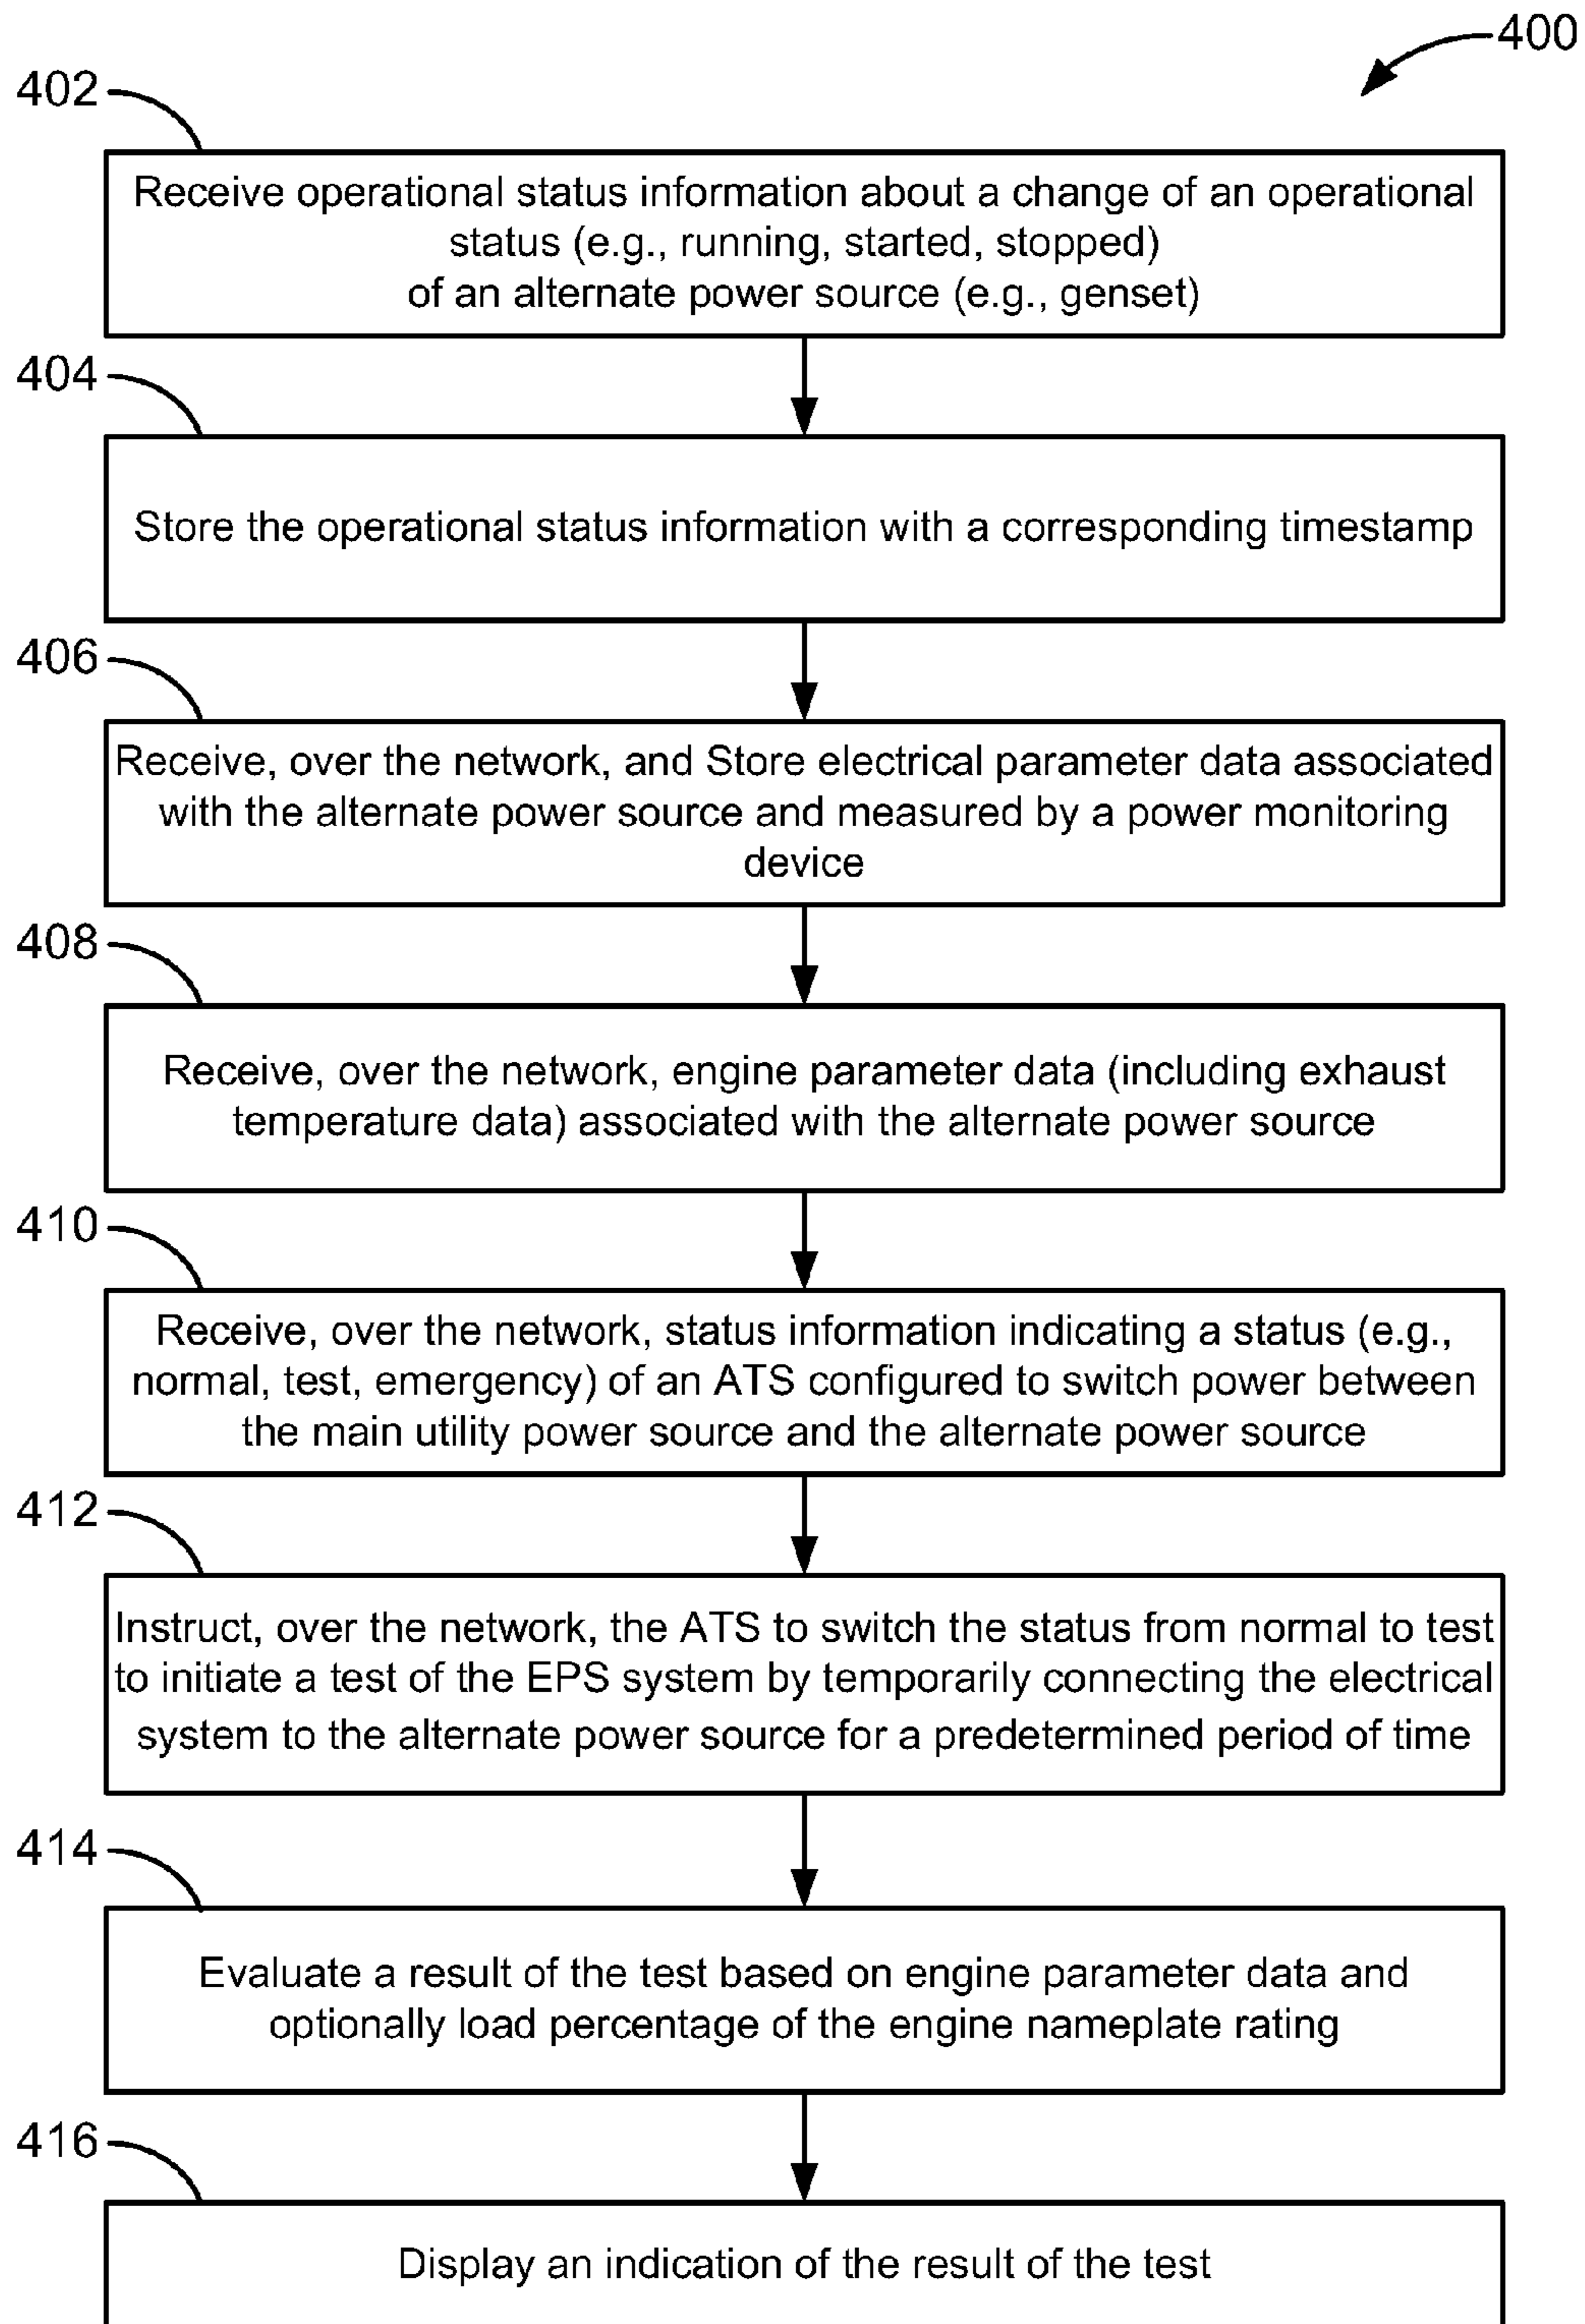 400
402
Receive operational status information about a change of an operational
status (e.g., running, started, stopped)
of an alternate power source (e.g., genset)
404
Store the operational status information with a corresponding timestamp
406
Receive, over the network, and Store electrical parameter data associated
with the alternate power source and measured by a power monitoring
device
408
Receive, over the network, engine parameter data (including exhaust
temperature data) associated with the alternate power source
410
Receive, over the network, status information indicating a status (e.g.,
normal, test, emergency) of an ATS configured to switch power between
the main utility power source and the alternate power source
412
Instruct, over the network, the ATS to switch the status from normal to test
to initiate a test of the EPS system by temporarily connecting the electrical
system to the alternate power source for a predetermined period of time
414
Evaluate a result of the test based on engine parameter data and
optionally load percentage of the engine nameplate rating
416
Display an indication of the result of the test